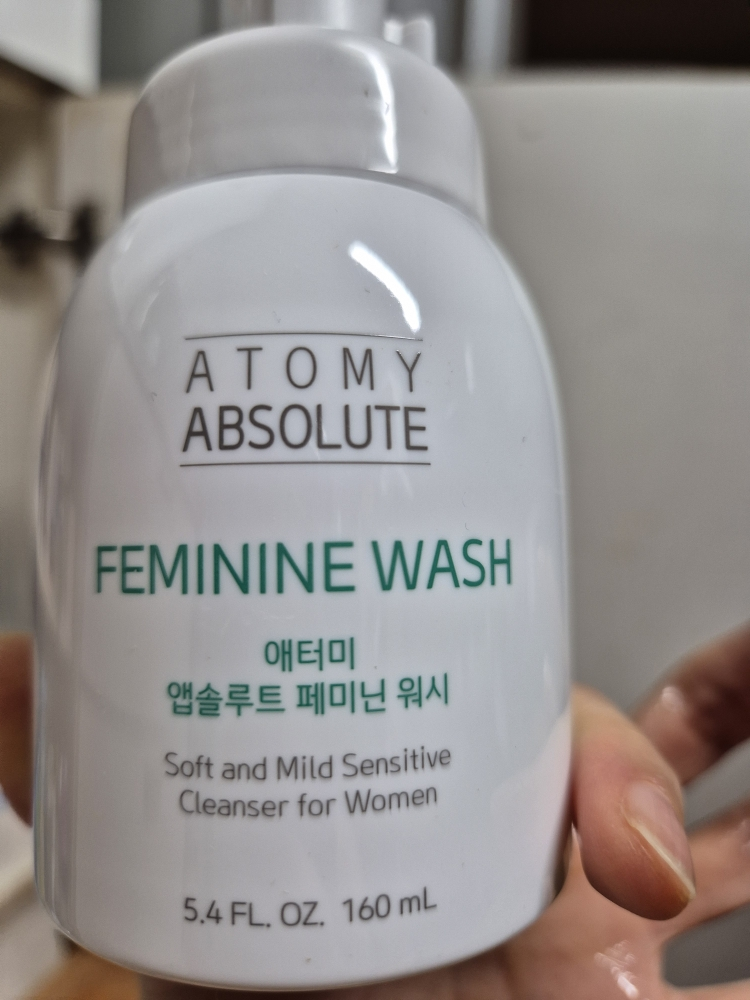 ATOMY
ABSOLUTE
FEMININE WASH
애터미
앱솔루트 페미닌 워시
Soft and Mild Sensitive
Cleanser for Women
5.4 FL. OZ. 160 mL